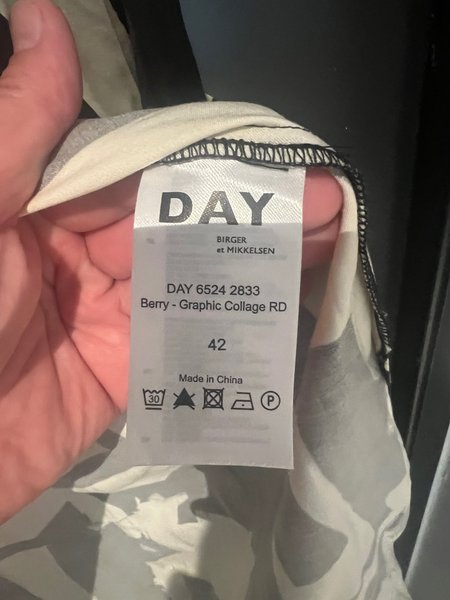 DAY
BIRGER
et MIKKELSEN
DAY 6524 2833
Berry - Graphic Collage RD
42
Made in China
30
P